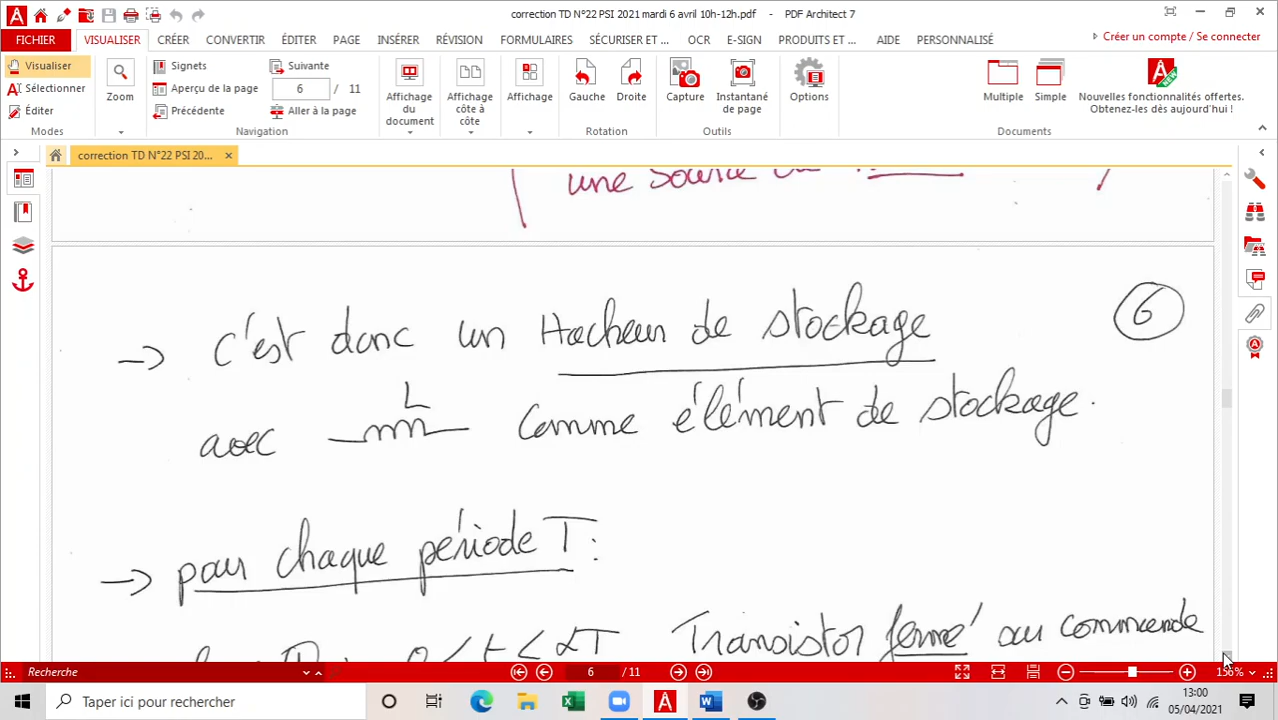 correction TD N°22 PSI 2021 mardi 6 avril 10h-12h.pdf - PDF Architect 7
FICHIER VISUALISER CRÉER CONVERTIR ÉDITER PAGE INSÉRER RÉVISION FORMULAIRES SÉCURISER ET ... OCR E-SIGN PRODUITS ET ... AIDE PERSONNALISÉ Créer un compte / Se connecter
Visualiser
Sélectionner
Éditer
Modes
Zoom
Signets
Aperçu de la page
Précédente
Suivante
6 / 11
Aller à la page
Navigation
Affichage du document
Affichage côte à côte
Affichage
Gauche
Droite
Rotation
Capture
Instantané de page
Outils
Options
Multiple
Simple
Documents
Nouvelles fonctionnalités offertes.
Obtenez-les dès aujourd'hui !
correction TD N°22 PSI 20...
une source de
6
→ c'est donc un Hacheur de stockage
L
avec comme élément de stockage.
→ pour chaque période T:
0 < t < αT Transistor fermé au commande
Recherche
6 / 11
156%
Taper ici pour rechercher
13:00
05/04/2021